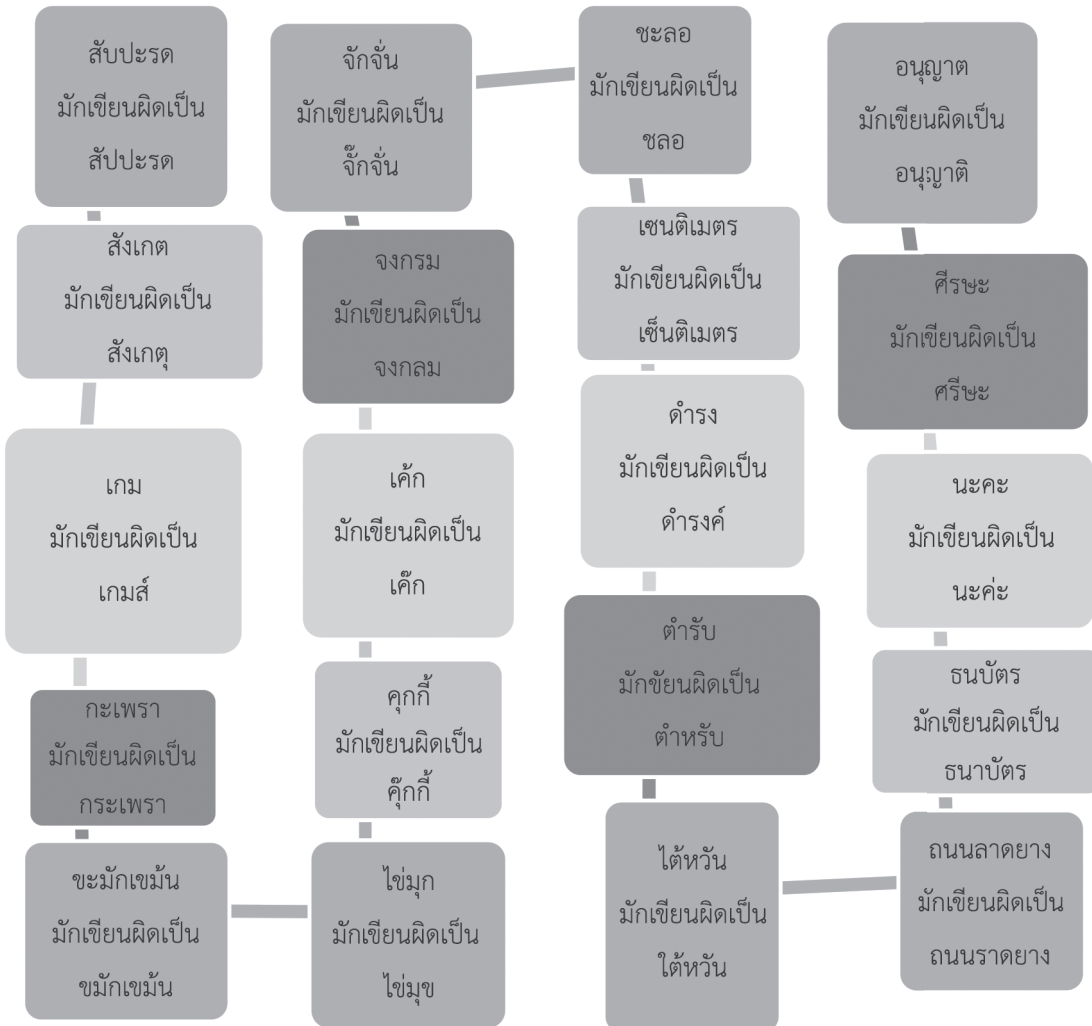 สับปะรด
มักเขียนผิดเป็น
สัปปะรด
สังเกต
มักเขียนผิดเป็น
สังเกตุ
เกม
มักเขียนผิดเป็น
เกมส์
กะเพรา
มักเขียนผิดเป็น
กระเพรา
ขะมักเขม้น
มักเขียนผิดเป็น
ขมักเขม้น
ไข่มุก
มักเขียนผิดเป็น
ไข่มุข
คุกกี้
มักเขียนผิดเป็น
คุ๊กกี้
เค้ก
มักเขียนผิดเป็น
เค๊ก
จงกรม
มักเขียนผิดเป็น
จงกลม
จักจั่น
มักเขียนผิดเป็น
จั๊กจั่น
ชะลอ
มักเขียนผิดเป็น
ชลอ
เซนติเมตร
มักเขียนผิดเป็น
เซ็นติเมตร
ดำรง
มักเขียนผิดเป็น
ดำรงค์
ตำรับ
มักขัยนผิดเป็น
ตำหรับ
ไต้หวัน
มักเขียนผิดเป็น
ใต้หวัน
ถนนลาดยาง
มักเขียนผิดเป็น
ถนนราดยาง
ธนบัตร
มักเขียนผิดเป็น
ธนาบัตร
นะคะ
มักเขียนผิดเป็น
นะค่ะ
ศีรษะ
มักเขียนผิดเป็น
ศรีษะ
อนุญาต
มักเขียนผิดเป็น
อนุญาติ